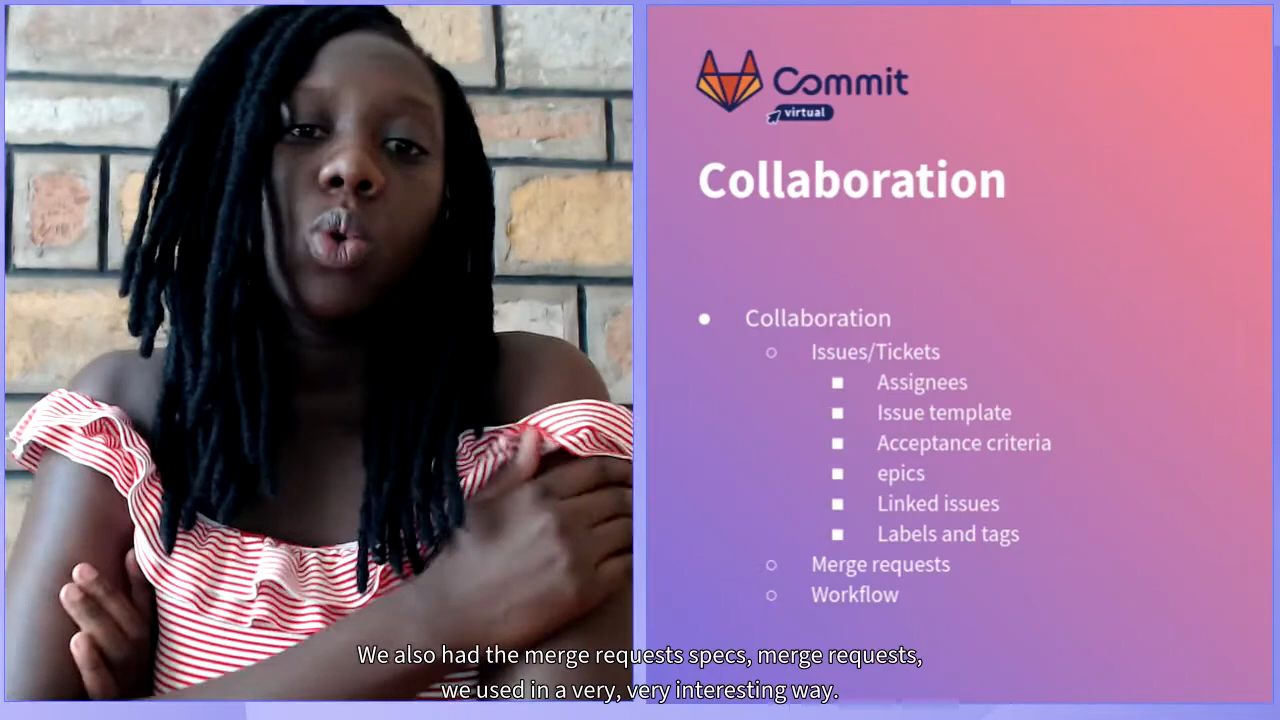 Commit
virtual
Collaboration
● Collaboration
○ Issues/Tickets
■ Assignees
■ Issue template
■ Acceptance criteria
■ epics
■ Linked issues
■ Labels and tags
○ Merge requests
○ Workflow
We also had the merge requests specs, merge requests,
we used in a very, very interesting way.